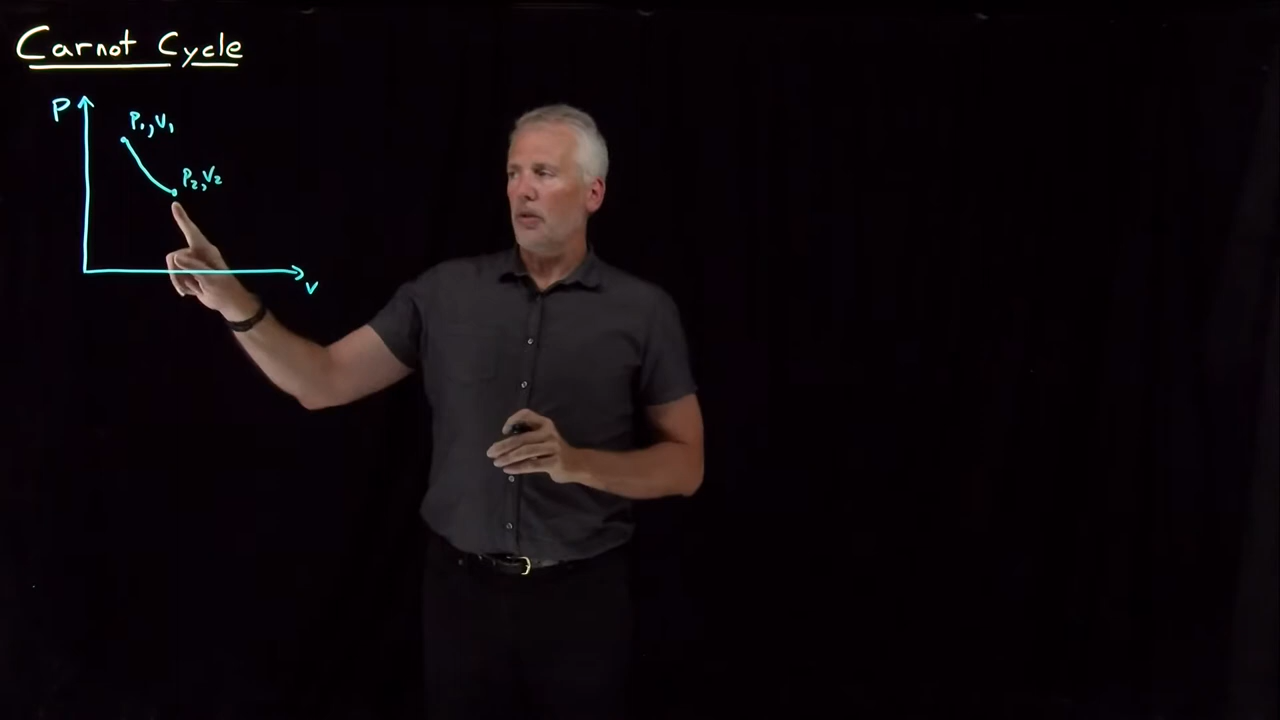 Carnot Cycle
P
P₁, V₁
P₂, V₂
V